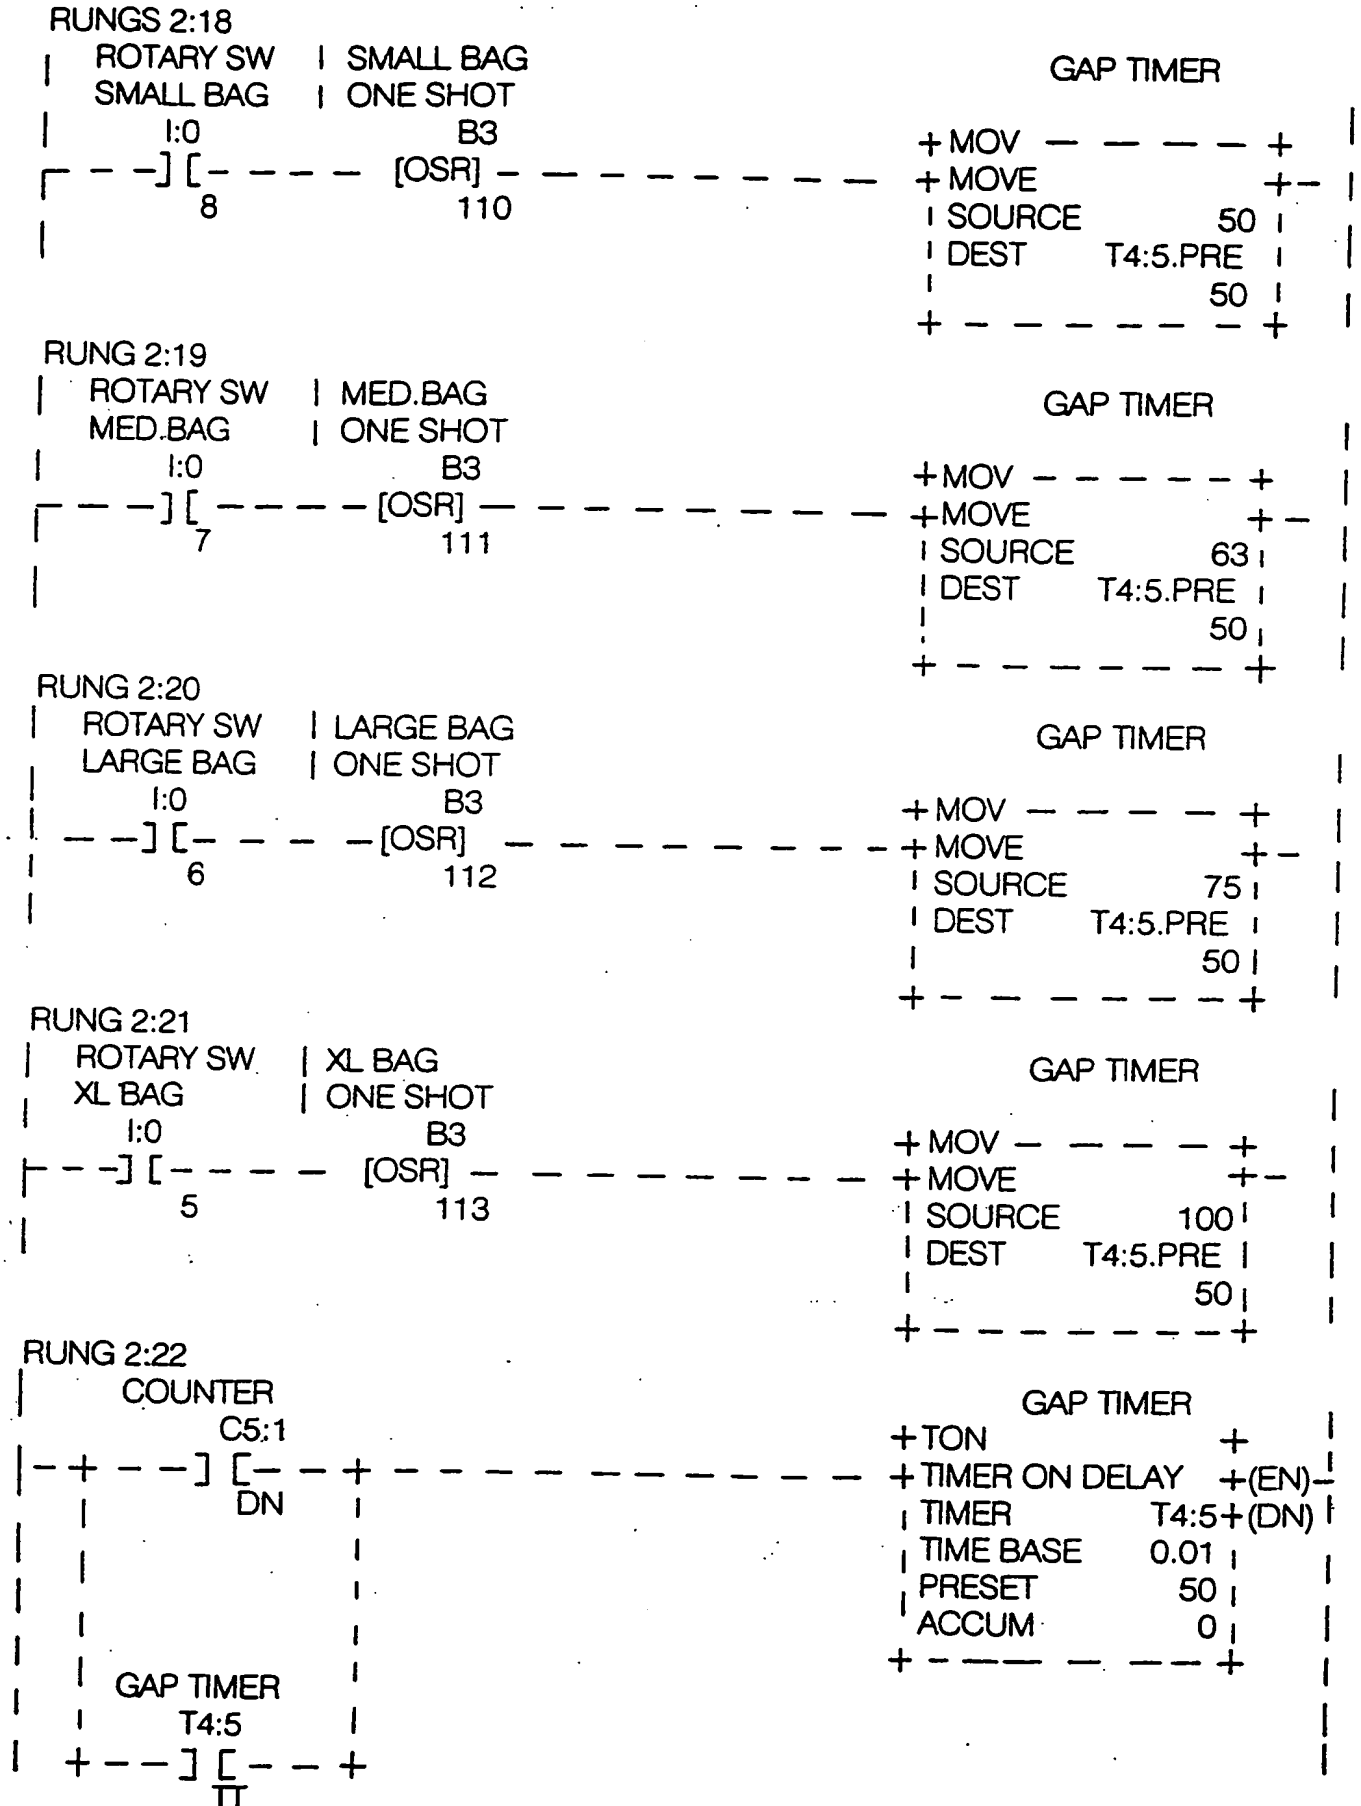 RUNGS 2:18
ROTARY SW | SMALL BAG
SMALL BAG | ONE SHOT
GAP TIMER
I:0 B3
] [ [OSR]
8 110
MOV
MOVE
SOURCE 50
DEST T4:5.PRE
50
RUNG 2:19
ROTARY SW | MED.BAG
MED.BAG | ONE SHOT
GAP TIMER
I:0 B3
] [ [OSR]
7 111
MOV
MOVE
SOURCE 63
DEST T4:5.PRE
50
RUNG 2:20
ROTARY SW | LARGE BAG
LARGE BAG | ONE SHOT
GAP TIMER
I:0 B3
] [ [OSR]
6 112
MOV
MOVE
SOURCE 75
DEST T4:5.PRE
50
RUNG 2:21
ROTARY SW | XL BAG
XL BAG | ONE SHOT
GAP TIMER
I:0 B3
] [ [OSR]
5 113
MOV
MOVE
SOURCE 100
DEST T4:5.PRE
50
RUNG 2:22
COUNTER
C5:1
] [
DN
GAP TIMER
TON
TIMER ON DELAY (EN)
TIMER T4:5 (DN)
TIME BASE 0.01
PRESET 50
ACCUM 0
GAP TIMER
T4:5
] [
TT